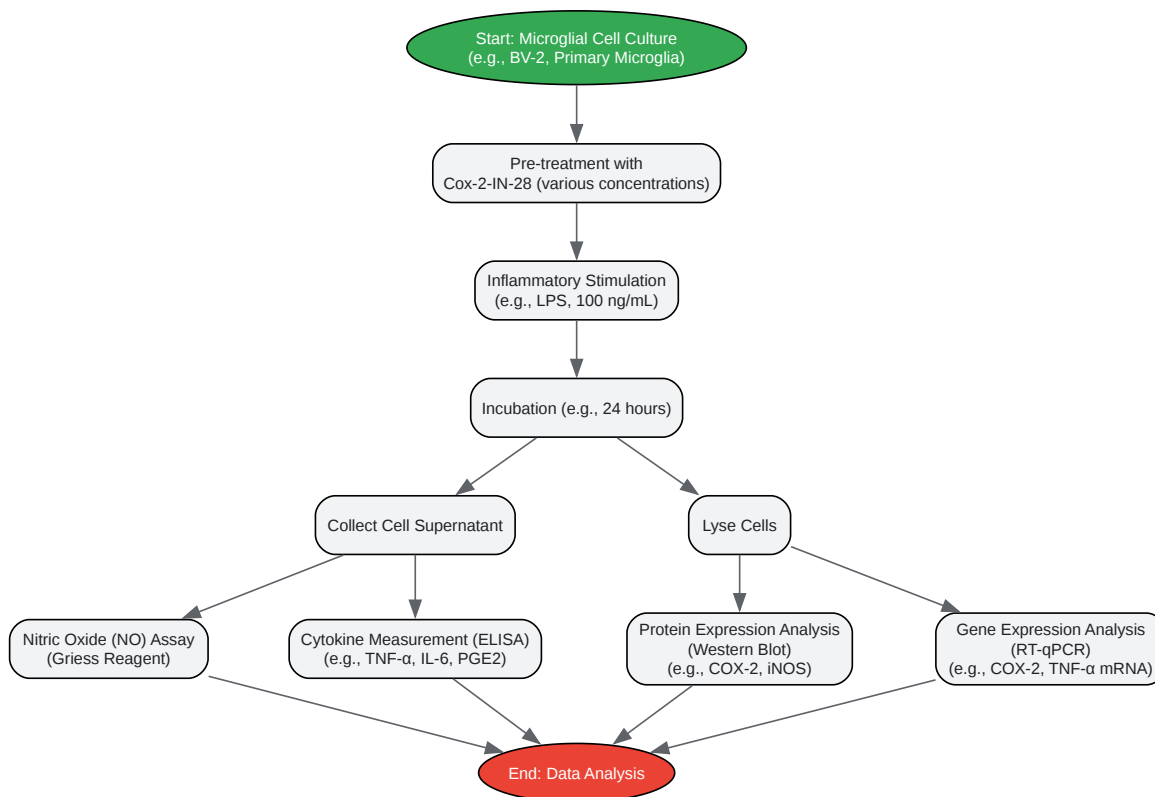 Start: Microglial Cell Culture
(e.g., BV-2, Primary Microglia)
Pre-treatment with
Cox-2-IN-28 (various concentrations)
Inflammatory Stimulation
(e.g., LPS, 100 ng/mL)
Incubation (e.g., 24 hours)
Collect Cell Supernatant
Lyse Cells
Nitric Oxide (NO) Assay
(Griess Reagent)
Cytokine Measurement (ELISA)
(e.g., TNF-α, IL-6, PGE2)
Protein Expression Analysis
(Western Blot)
(e.g., COX-2, iNOS)
Gene Expression Analysis
(RT-qPCR)
(e.g., COX-2, TNF-α mRNA)
End: Data Analysis